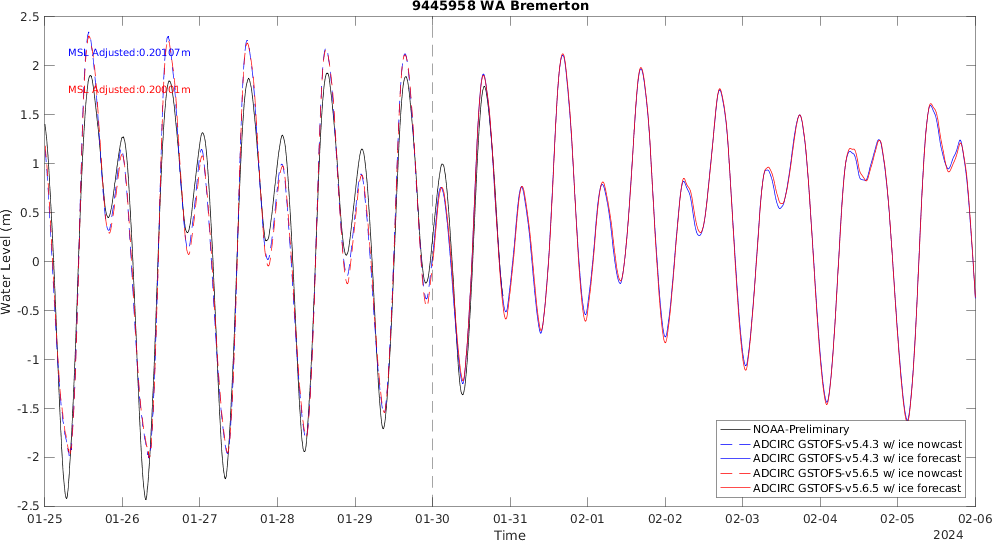 9445958 WA Bremerton
MSL Adjusted:0.20107m
MSL Adjusted:0.20001m
Water Level (m)
2.5
2
1.5
1
0.5
0
-0.5
-1
-1.5
-2
-2.5
NOAA-Preliminary
ADCIRC GSTOFS-v5.4.3 w/ ice nowcast
ADCIRC GSTOFS-v5.4.3 w/ ice forecast
ADCIRC GSTOFS-v5.6.5 w/ ice nowcast
ADCIRC GSTOFS-v5.6.5 w/ ice forecast
01-25 01-26 01-27 01-28 01-29 01-30 01-31 02-01 02-02 02-03 02-04 02-05 02-06
Time
2024